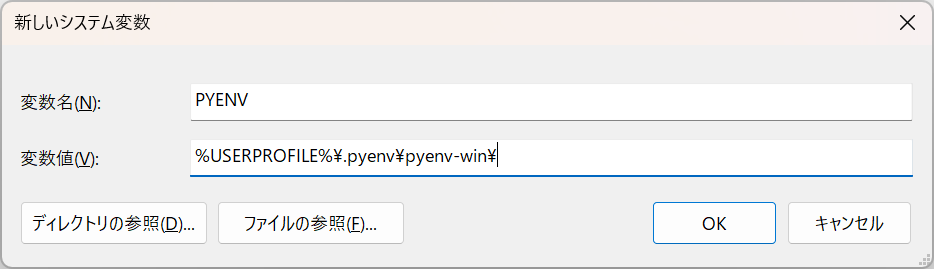 新しいシステム変数
変数名(N): PYENV
変数値(V): %USERPROFILE%¥.pyenv¥pyenv-win¥
ディレクトリの参照(D)... ファイルの参照(F)... OK キャンセル